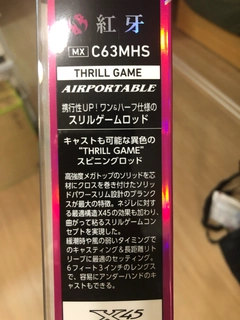 紅牙
MX C63MHS
THRILL GAME
AIRPORTABLE
携行性UP!ワン&ハーフ仕様の
スリルゲームロッド
キャストも可能な異色の
"THRILL GAME"
スピニングロッド
高強度メガトップのソリッドを芯
材にクロスを巻き付けたソリッ
ドパワースリム設計のブランク
スが最大の特徴。ネジレに対す
る最適構造X45の効果も加わり、
曲がって粘るスリルゲームコン
セプトを実現しました。
緩潮時や風の弱いタイミングで
のキャスティング&長距離リト
リーブに最適のセッティング。
6フィート3インチのレングス
で、容易にアンダーハンドのキ
ャストもできる。
X45